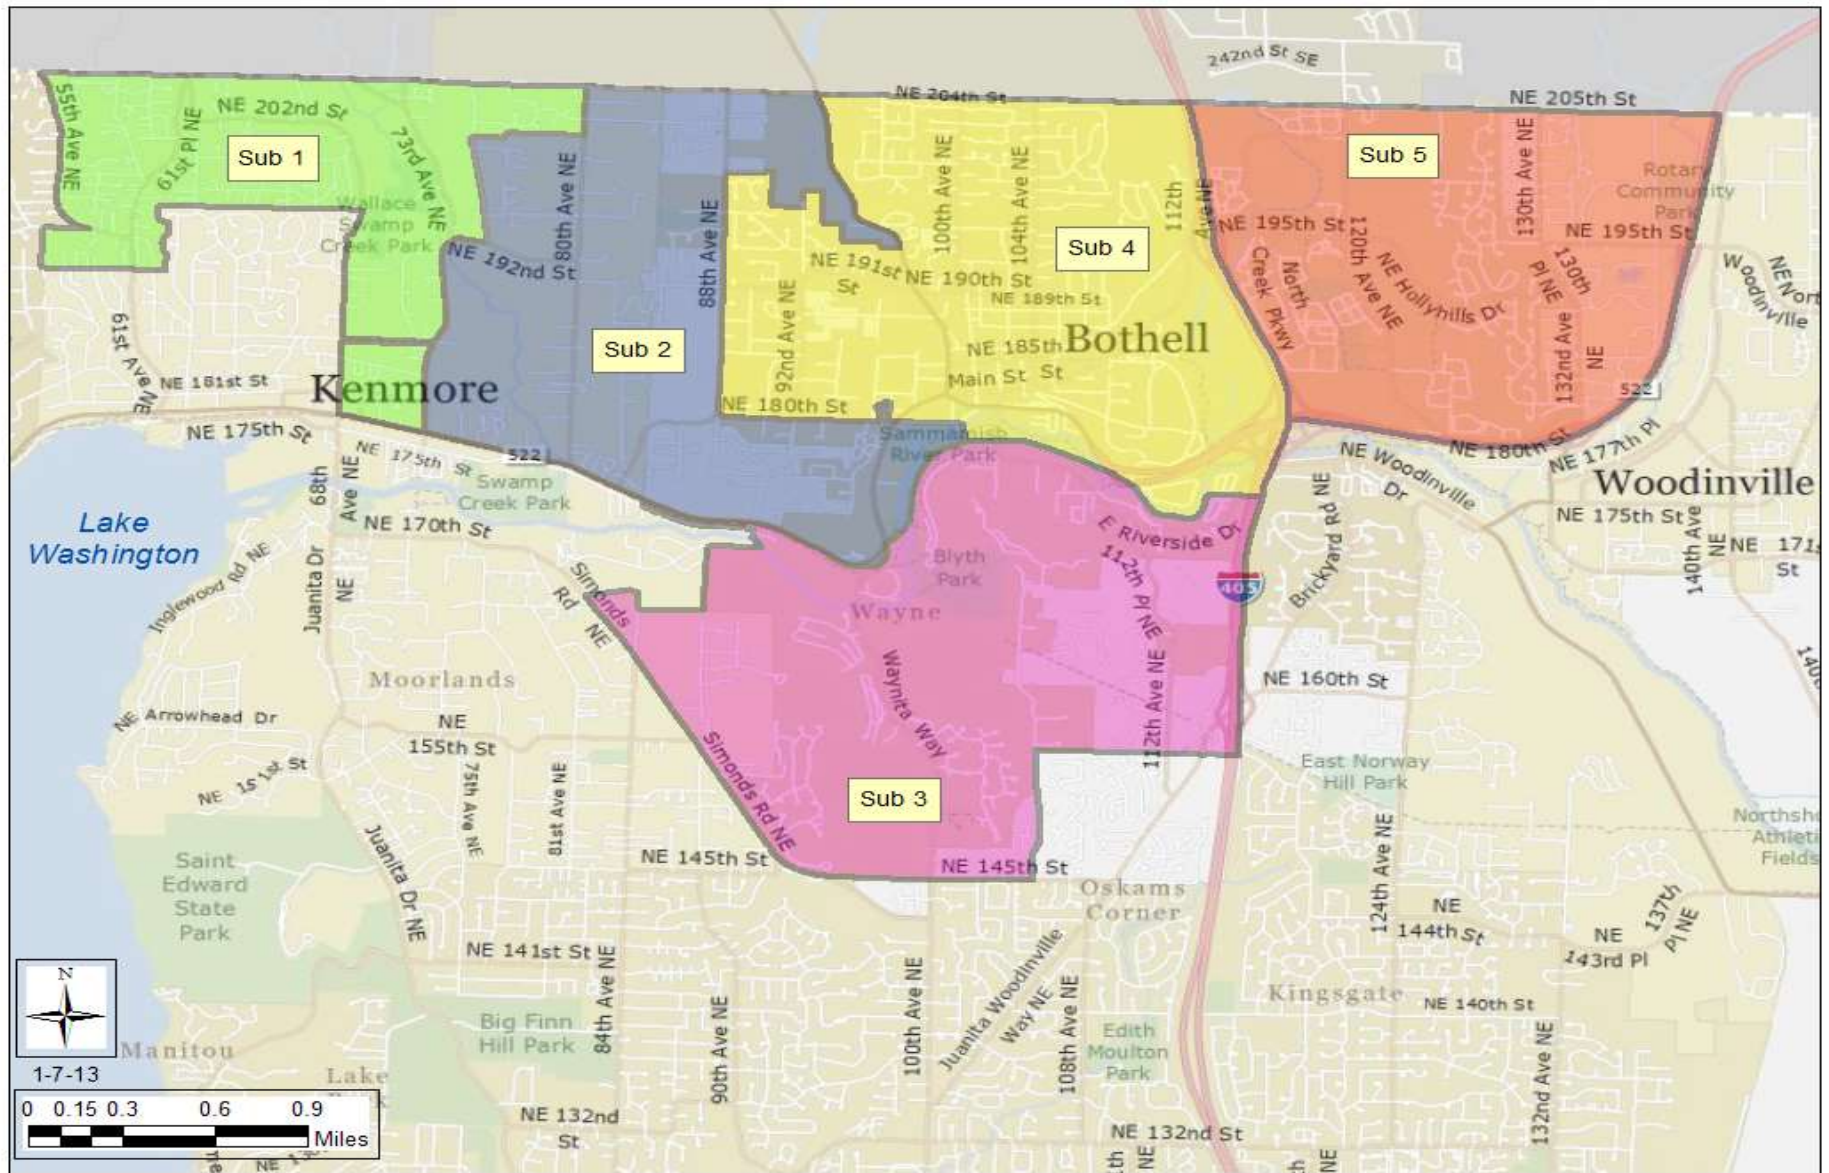 242nd St SE
NE 204th St
NE 205th St
55th Ave NE
61st Pl NE
NE 202nd St
73rd Ave NE
Sub 1
80th Ave NE
88th Ave NE
100th Ave NE
104th Ave NE
112th
Ave NE
Sub 5
130th Ave NE
Rotary
Community
Park
Wallace
Swamp
Creek Park
NE 192nd St
Sub 4
NE 195th St
120th Ave NE
NE 195th St
NE 191st
St
NE 190th St
NE 189th St
North
Creek Pkwy
NE Hollyhills Dr
130th
Pl NE
Woodinville
61st Ave NE
Sub 2
92nd Ave NE
NE 185th
St
Bothell
Main St
132nd Ave
NE
NE 181st St
Kenmore
NE 180th St
522
NE 175th St
NE 175th St
522
Swamp
Creek Park
68th
Ave NE
Sammamish
River Park
NE Woodinville
Dr
NE 180th St
NE 177th Pl
Woodinville
NE 175th St
NE 170th St
Lake
Washington
E Riverside Dr
Brickyard Rd NE
140th Ave
NE
NE 171s
St
Inglewood Rd NE
Juanita Dr
NE
Simonds
Rd
NE
Blyth
Park
Wayne
112th Pl NE
405
Moorlands
Waynita Way
112th Ave NE
NE 160th St
NE Arrowhead Dr
NE
155th St
Simonds Rd NE
East Norway
Hill Park
NE 151st St
75th Ave NE
81st Ave NE
Sub 3
Northsho
Athleti
Fields
Saint
Edward
State
Park
Juanita Dr NE
NE 145th St
NE 145th St
Oskams
Corner
124th Ave NE
NE
144th St
137th
Pl NE
NE
143rd Pl
NE 141st St
84th Ave NE
90th Ave NE
100th Ave NE
Juanita Woodinville
Way NE
108th Ave NE
Kingsgate
NE 140th St
N
Big Finn
Hill Park
Edith
Moulton
Park
132nd Ave NE
Manitou
1-7-13
Lake
0 0.15 0.3 0.6 0.9
Miles
NE 132nd
St
NE 132nd St
NE
NE